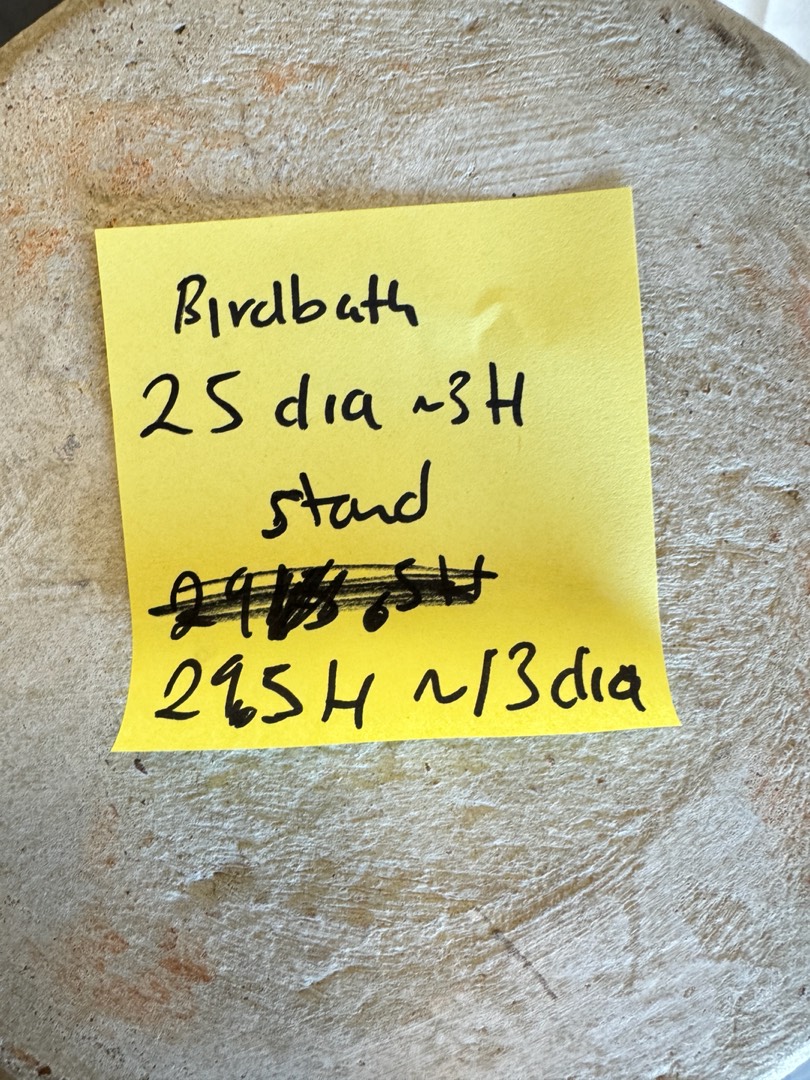 Birdbath
25 dia ~3H
stand
29.5H ~13dia